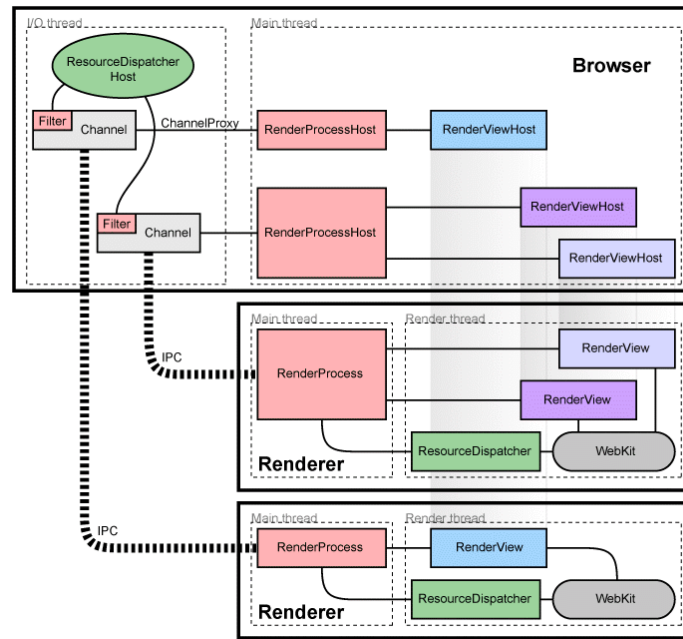 I/O thread
Main thread
ResourceDispatcher
Host
Browser
Filter
Channel
ChannelProxy
RenderProcessHost
RenderViewHost
RenderProcessHost
RenderViewHost
Filter
Channel
RenderViewHost
Main thread
Render thread
IPC
RenderProcess
RenderView
RenderView
ResourceDispatcher
WebKit
Renderer
Main thread
Render thread
IPC
RenderProcess
RenderView
ResourceDispatcher
WebKit
Renderer